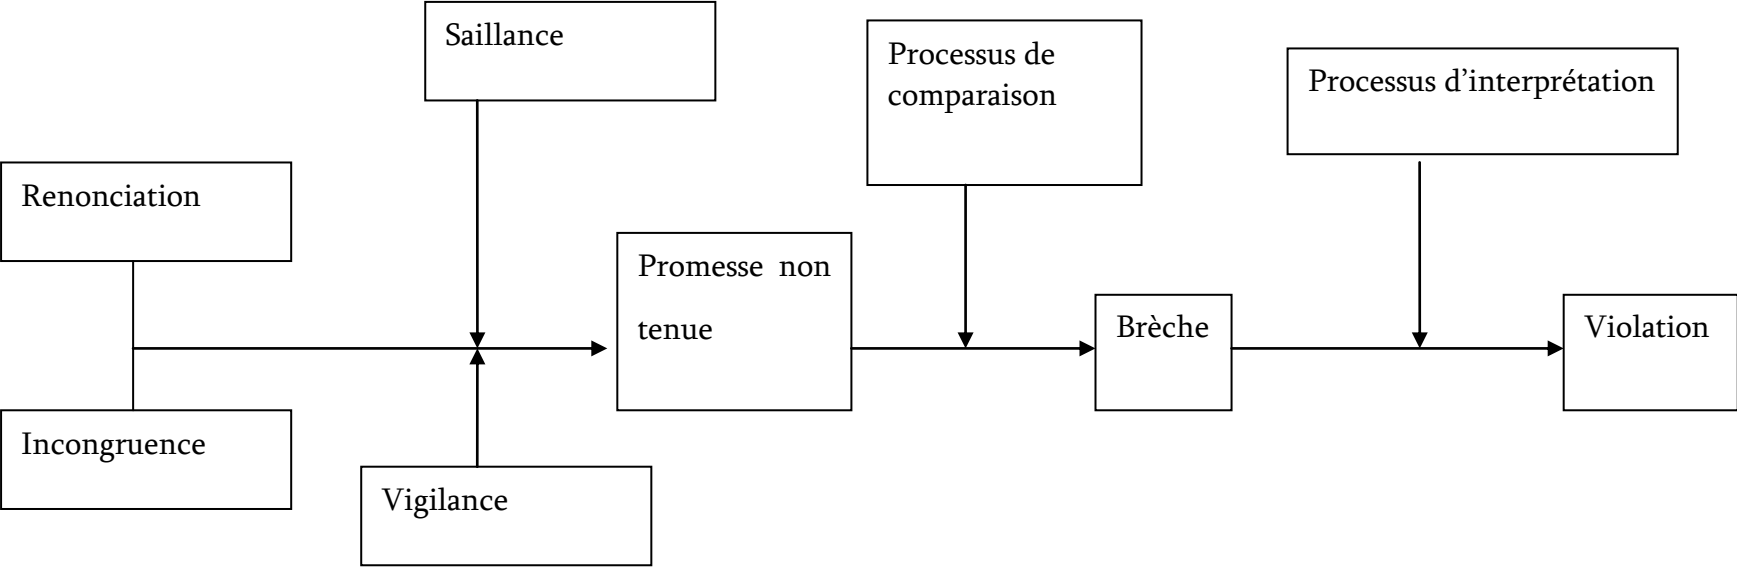 Saillance
Processus de
comparaison
Processus d’interprétation
Renonciation
Promesse non
tenue
Brèche
Violation
Incongruence
Vigilance